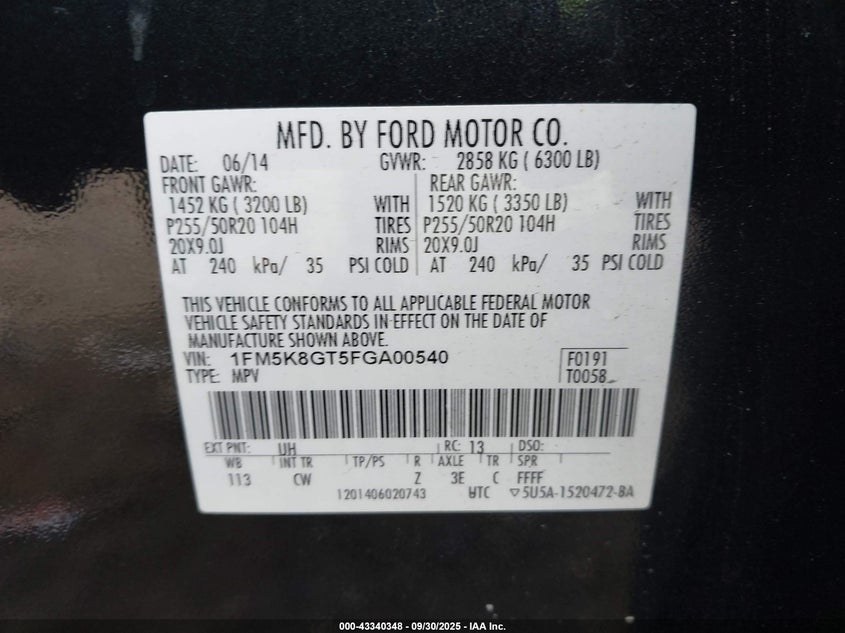 MFD. BY FORD MOTOR CO.
DATE: 06/14 GVWR: 2858 KG ( 6300 LB)
FRONT GAWR: REAR GAWR:
1452 KG ( 3200 LB) WITH 1520 KG ( 3350 LB) WITH
P255/50R20 104H TIRES P255/50R20 104H TIRES
20X9.0J RIMS 20X9.0J RIMS
AT 240 kPa/ 35 PSI COLD AT 240 kPa/ 35 PSI COLD
THIS VEHICLE CONFORMS TO ALL APPLICABLE FEDERAL MOTOR
VEHICLE SAFETY STANDARDS IN EFFECT ON THE DATE OF
MANUFACTURE SHOWN ABOVE.
VIN: 1FM5K8GT5FGA00540 F0191
TYPE: MPV T0058
EXT PNT: UH RC: 13 DSO:
WB INT TR TP/PS R AXLE TR SPR
113 CW Z 3E C FFFF
1201406020743 UTC ▽5U5A-1520472-BA
000-43340348 - 09/30/2025 - IAA Inc.